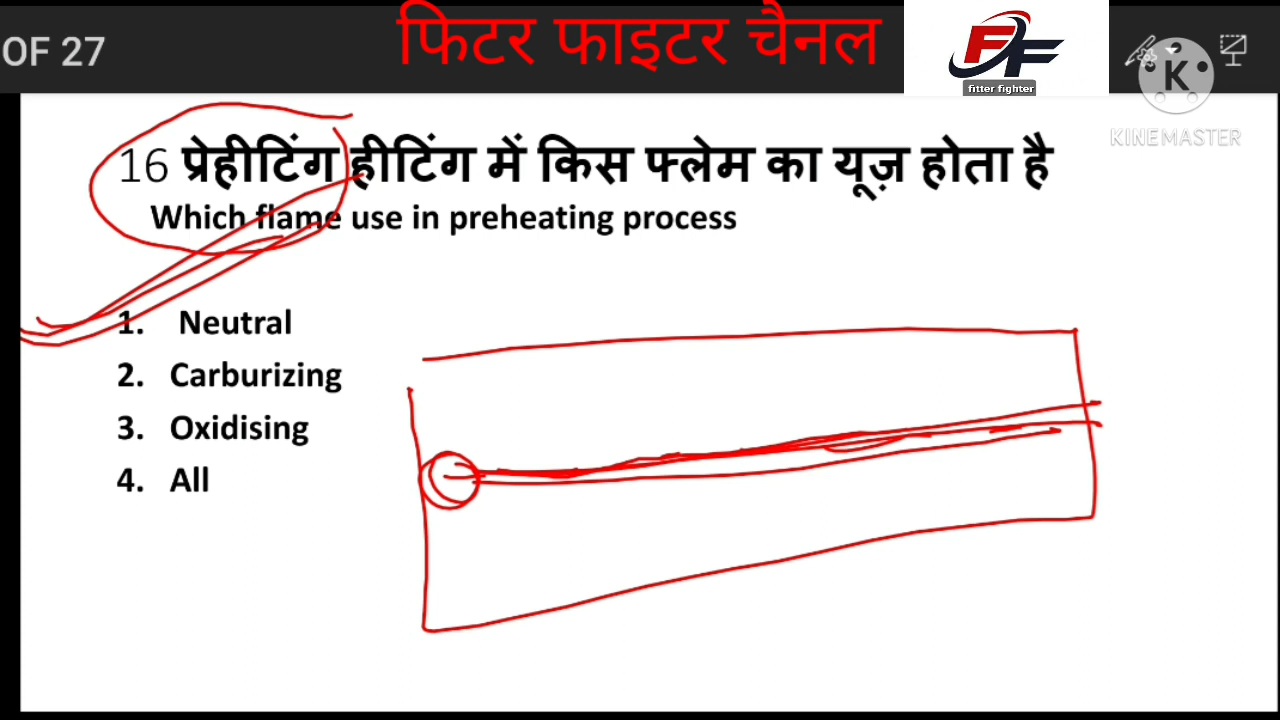 OF 27
फिटर फाइटर चैनल
FF
fitter fighter
K
KINEMASTER
16 प्रेहीटिंग हीटिंग में किस फ्लेम का यूज़ होता है
Which flame use in preheating process
1. Neutral
2. Carburizing
3. Oxidising
4. All